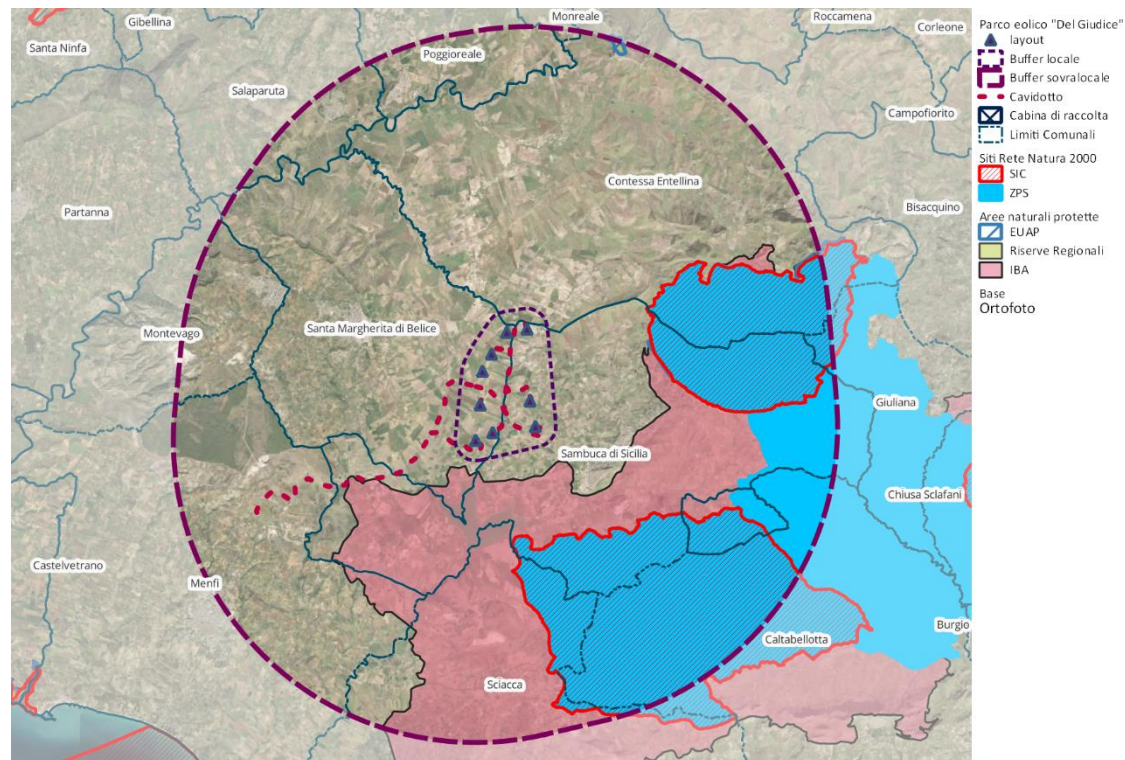 Gibellina
Monreale
Roccamena
Corleone
Santa Ninfa
Poggioreale
Salaparuta
Campofiorito
Contessa Entellina
Partanna
Bisacquino
Montevago
Santa Margherita di Belice
Giuliana
Sambuca di Sicilia
Chiusa Sclafani
Castelvetrano
Menfi
Burgio
Caltabellotta
Sciacca
Parco eolico "Del Giudice"
layout
Buffer locale
Buffer sovralocale
Cavidotto
Cabina di raccolta
Limiti Comunali
Siti Rete Natura 2000
SIC
ZPS
Aree naturali protette
EUAP
Riserve Regionali
IBA
Base
Ortofoto